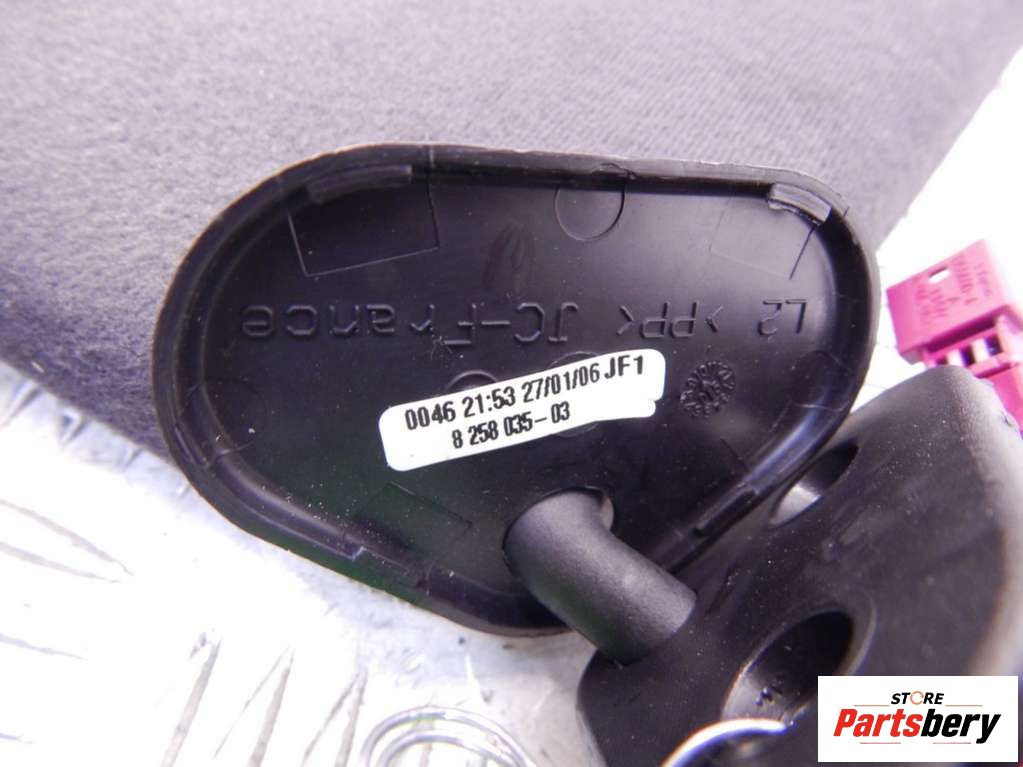 L2 >PP< JC-France
0046 21:53 27/01/06 JF1
8 258 035-03
STORE
Partsbery